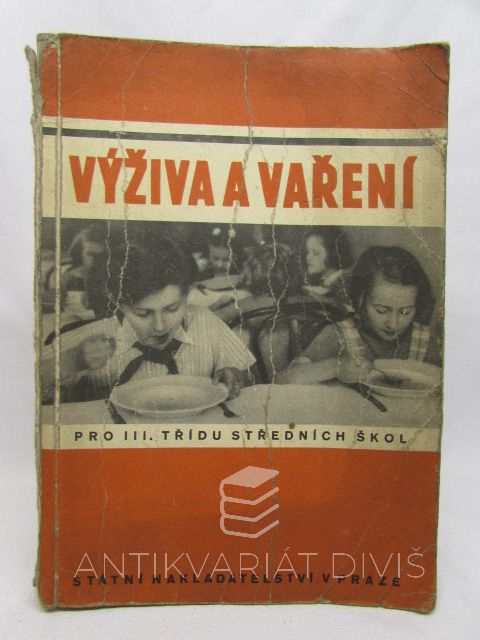 VÝŽIVA A VAŘENÍ
PRO III. TŘÍDU STŘEDNÍCH ŠKOL
ANTIKVARIÁT DIVIŠ
STÁTNÍ NAKLADATELSTVÍ V PRAZE